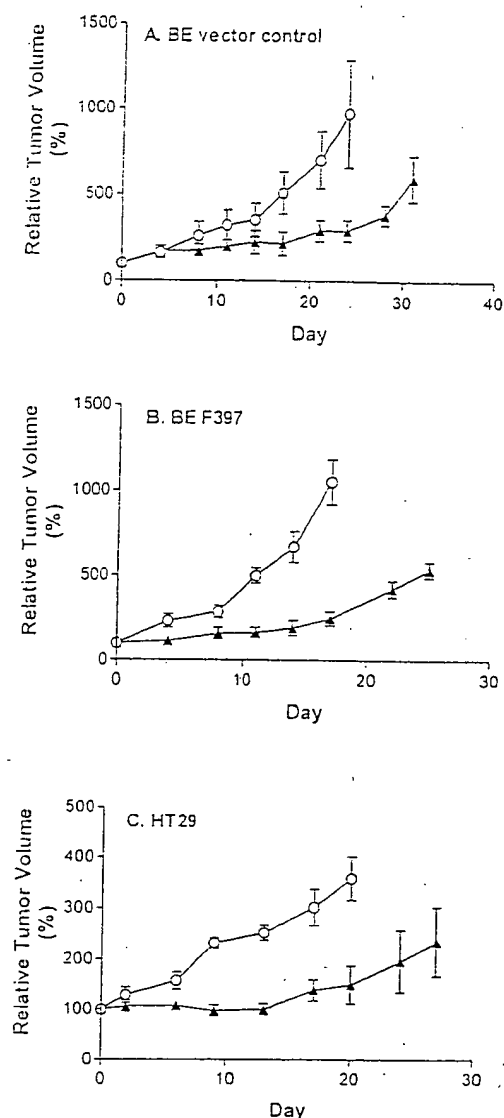 A. BE vector control
Relative Tumor Volume
(%)
1500
1000
500
0
0 10 20 30 40
Day
B. BE F397
Relative Tumor Volume
(%)
1500
1000
500
0
0 10 20 30
Day
C. HT29
Relative Tumor Volume
(%)
500
400
300
200
100
0
0 10 20 30
Day